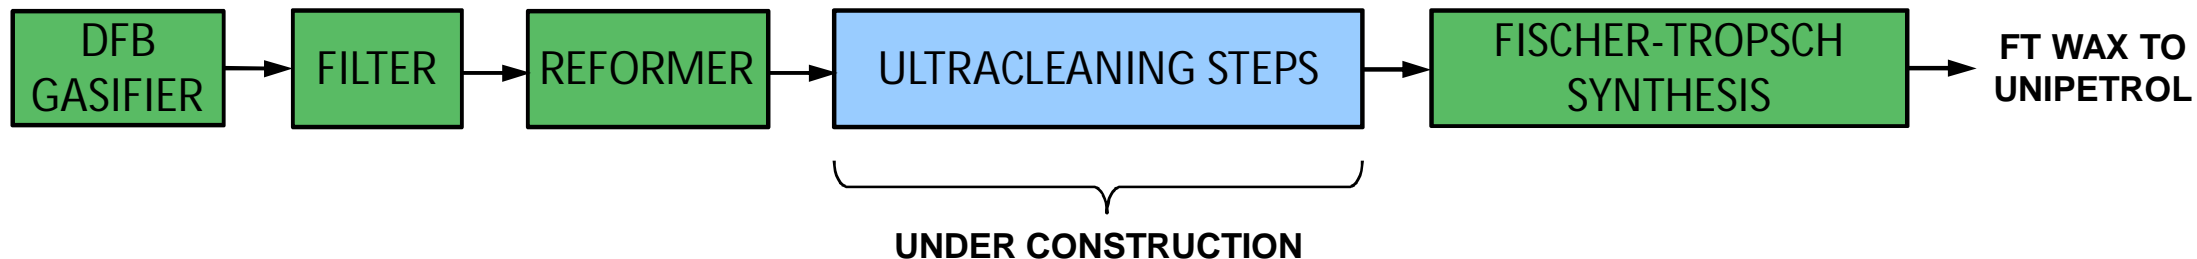 DFB
GASIFIER
FILTER
REFORMER
ULTRACLEANING STEPS
FISCHER-TROPSCH
SYNTHESIS
FT WAX TO
UNIPETROL
UNDER CONSTRUCTION